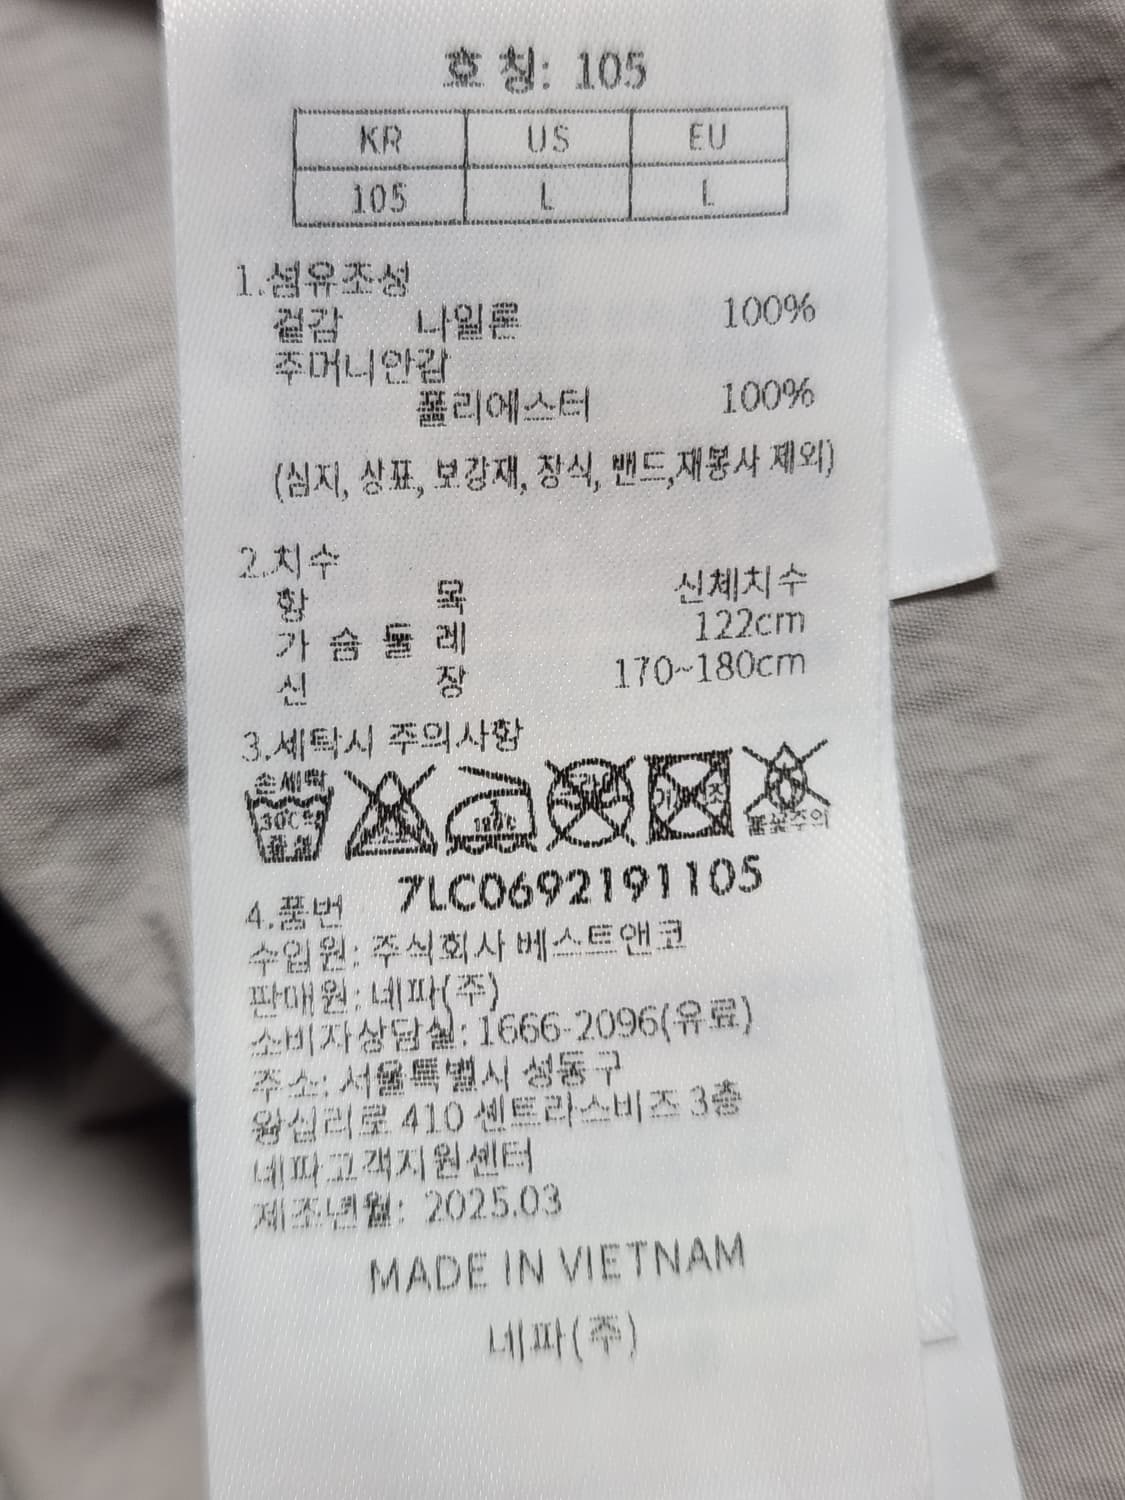 호 칭: 105
KR US EU
105 L L
1.섬유조성
겉감 나일론 100%
주머니안감
폴리에스터 100%
(심지, 상표, 보강재, 장식, 밴드,재봉사 제외)
2.치수
항 목 신체치수
가 슴 둘 레 122cm
신 장 170~180cm
3.세탁시 주의사항
손세탁
30℃
중성
불꽃주의
4.품번 7LC0692191105
수입원: 주식회사 베스트앤코
판매원: 네파(주)
소비자상담실: 1666-2096(유료)
주소: 서울특별시 성동구
왕십리로 410 센트라스비즈 3층
네파고객지원센터
제조년월: 2025.03
MADE IN VIETNAM
네파(주)